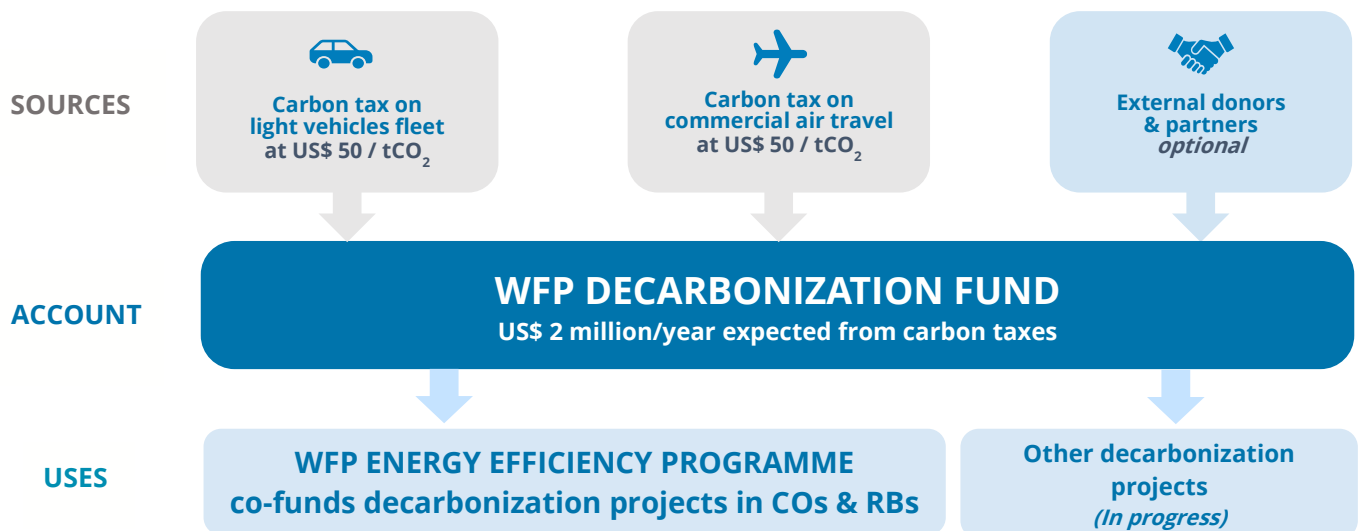 SOURCES
Carbon tax on
light vehicles fleet
at US$ 50 / tCO₂
Carbon tax on
commercial air travel
at US$ 50 / tCO₂
External donors
& partners
optional
ACCOUNT
WFP DECARBONIZATION FUND
US$ 2 million/year expected from carbon taxes
USES
WFP ENERGY EFFICIENCY PROGRAMME
co-funds decarbonization projects in COs & RBs
Other decarbonization
projects
(In progress)